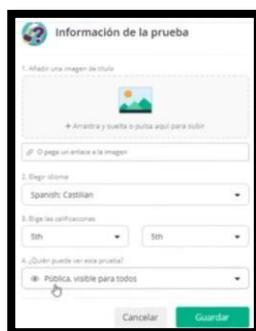 Información de la prueba
1. Añadir una imagen de título
+ Arrastra y suelta o pulsa aquí para subir
O pega un enlace a la imagen
2. Elegir idioma
Spanish; Castilian
3. Elige las calificaciones
5th
5th
4. ¿Quién puede ver esta prueba?
Pública, visible para todos
Cancelar
Guardar